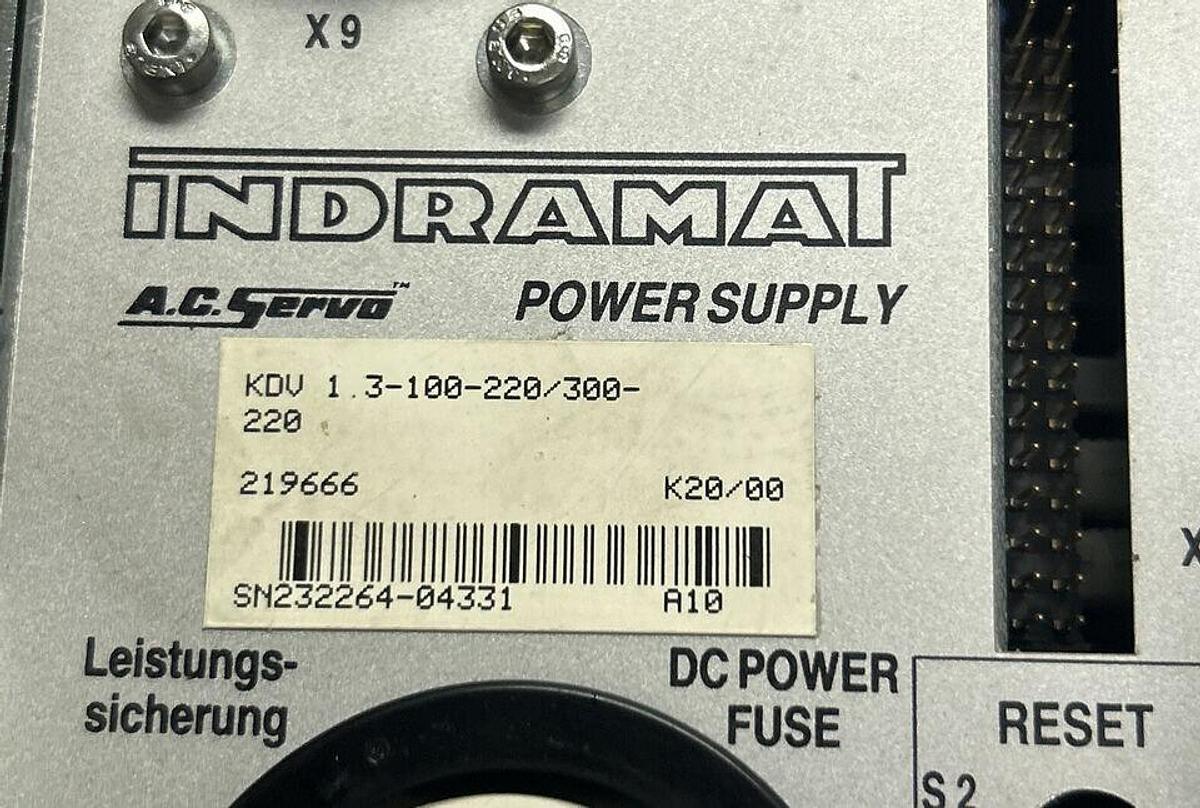 X9
INDRAMAT
A.C. Servo™
POWER SUPPLY
KDV 1.3-100-220/300-
220
219666 K20/00
SN232264-04331 A10
Leistungs-
sicherung
DC POWER
FUSE
RESET
S2
X